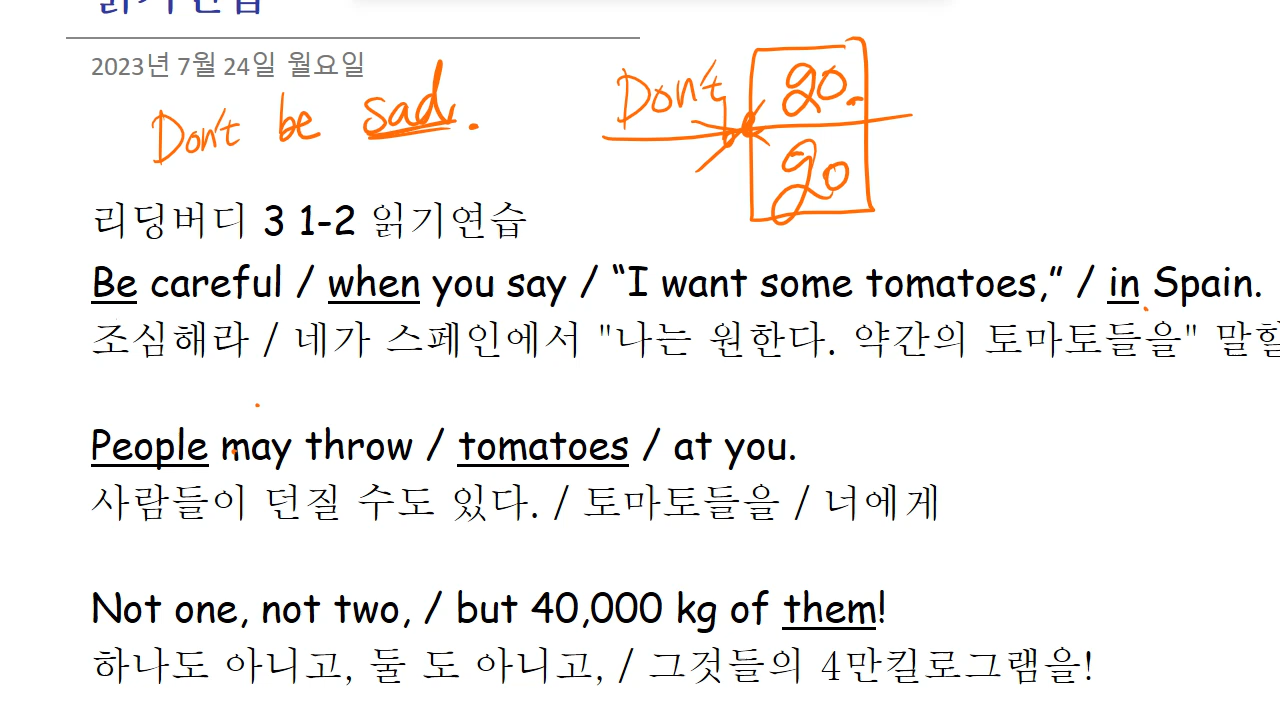 읽기연습
2023년 7월 24일 월요일
Don't be sad.
Don't go.
go
리딩버디 3 1-2 읽기연습
Be careful / when you say / “I want some tomatoes,” / in Spain.
조심해라 / 네가 스페인에서 "나는 원한다. 약간의 토마토들을" 말할
People may throw / tomatoes / at you.
사람들이 던질 수도 있다. / 토마토들을 / 너에게
Not one, not two, / but 40,000 kg of them!
하나도 아니고, 둘 도 아니고, / 그것들의 4만킬로그램을!